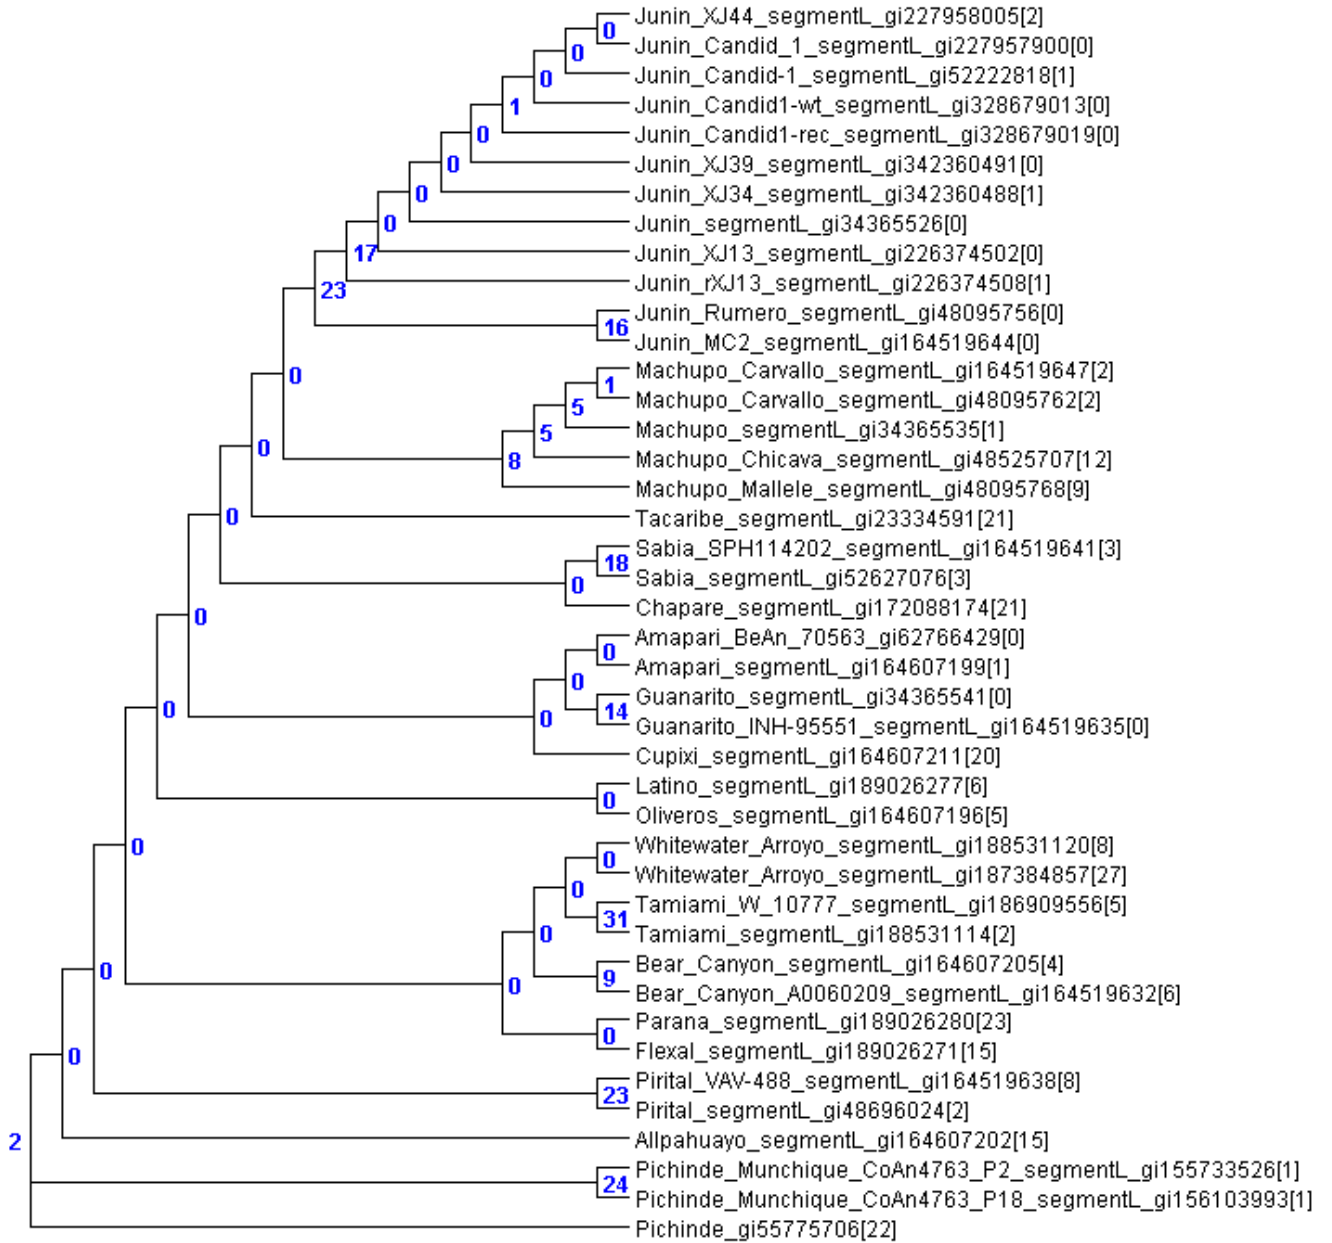 Junin_XJ44_segmentL_gi227958005[2]
0
Junin_Candid_1_segmentL_gi227957900[0]
0
Junin_Candid-1_segmentL_gi52222818[1]
0
Junin_Candid1-wt_segmentL_gi328679013[0]
1
Junin_Candid1-rec_segmentL_gi328679019[0]
0
Junin_XJ39_segmentL_gi342360491[0]
0
Junin_XJ34_segmentL_gi342360488[1]
0
Junin_segmentL_gi34365526[0]
0
Junin_XJ13_segmentL_gi226374502[0]
17
Junin_rXJ13_segmentL_gi226374508[1]
23
Junin_Rumero_segmentL_gi48095756[0]
16
Junin_MC2_segmentL_gi164519644[0]
0
Machupo_Carvallo_segmentL_gi164519647[2]
1
Machupo_Carvallo_segmentL_gi48095762[2]
5
Machupo_segmentL_gi34365535[1]
5
0
Machupo_Chicava_segmentL_gi48525707[12]
8
Machupo_Mallele_segmentL_gi48095768[9]
Tacaribe_segmentL_gi23334591[21]
0
Sabia_SPH114202_segmentL_gi164519641[3]
18
Sabia_segmentL_gi52627076[3]
0
Chapare_segmentL_gi172088174[21]
0
Amapari_BeAn_70563_gi62766429[0]
0
Amapari_segmentL_gi164607199[1]
0
Guanarito_segmentL_gi34365541[0]
14
0
0
Guanarito_INH-95551_segmentL_gi164519635[0]
Cupixi_segmentL_gi164607211[20]
Latino_segmentL_gi189026277[6]
0
Oliveros_segmentL_gi164607196[5]
0
Whitewater_Arroyo_segmentL_gi188531120[8]
0
Whitewater_Arroyo_segmentL_gi187384857[27]
0
Tamiami_W_10777_segmentL_gi186909556[5]
31
Tamiami_segmentL_gi188531114[2]
0
Bear_Canyon_segmentL_gi164607205[4]
0
9
0
Bear_Canyon_A0060209_segmentL_gi164519632[6]
Parana_segmentL_gi189026280[23]
0
Flexal_segmentL_gi189026271[15]
0
Pirital_VAV-488_segmentL_gi164519638[8]
23
Pirital_segmentL_gi48696024[2]
Allpahuayo_segmentL_gi164607202[15]
2
Pichinde_Munchique_CoAn4763_P2_segmentL_gi155733526[1]
24
Pichinde_Munchique_CoAn4763_P18_segmentL_gi156103993[1]
Pichinde_gi55775706[22]